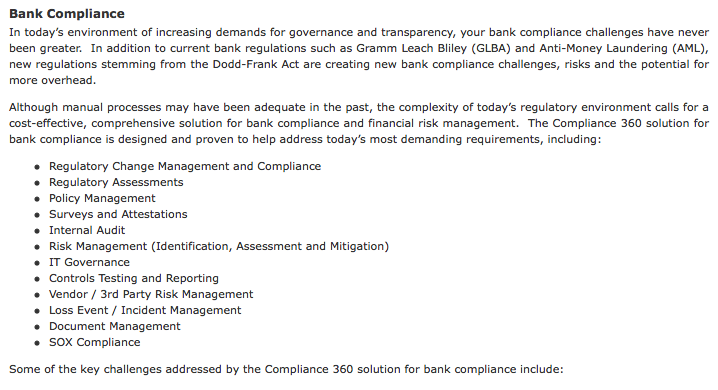 Bank Compliance
In today's environment of increasing demands for governance and transparency, your bank compliance challenges have never
been greater.  In addition to current bank regulations such as Gramm Leach Bliley (GLBA) and Anti-Money Laundering (AML),
new regulations stemming from the Dodd-Frank Act are creating new bank compliance challenges, risks and the potential for
more overhead.
Although manual processes may have been adequate in the past, the complexity of today's regulatory environment calls for a
cost-effective, comprehensive solution for bank compliance and financial risk management.  The Compliance 360 solution for
bank compliance is designed and proven to help address today's most demanding requirements, including:
• Regulatory Change Management and Compliance
• Regulatory Assessments
• Policy Management
• Surveys and Attestations
• Internal Audit
• Risk Management (Identification, Assessment and Mitigation)
• IT Governance
• Controls Testing and Reporting
• Vendor / 3rd Party Risk Management
• Loss Event / Incident Management
• Document Management
• SOX Compliance
Some of the key challenges addressed by the Compliance 360 solution for bank compliance include: